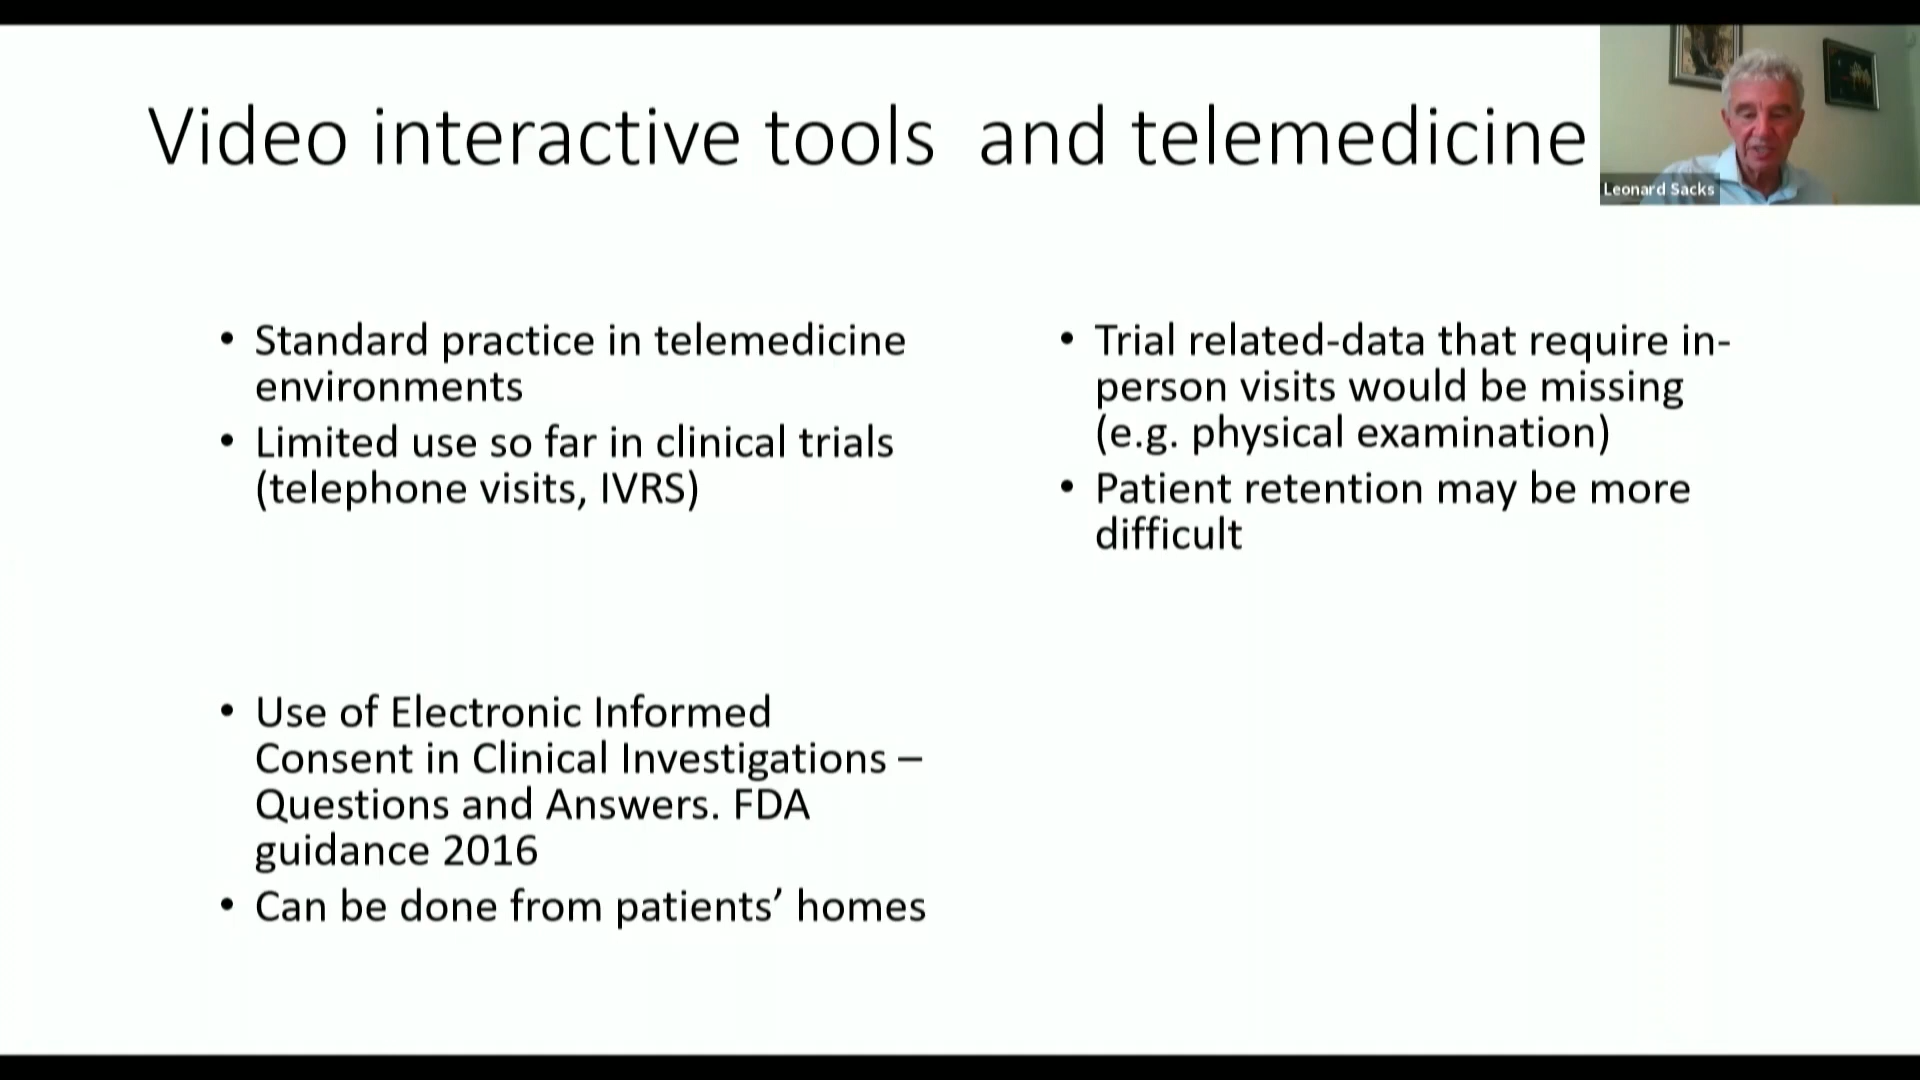 Video interactive tools  and telemedicine
Leonard Sacks
• Standard practice in telemedicine
environments
• Limited use so far in clinical trials
(telephone visits, IVRS)
• Trial related-data that require in-
person visits would be missing
(e.g. physical examination)
• Patient retention may be more
difficult
• Use of Electronic Informed
Consent in Clinical Investigations –
Questions and Answers. FDA
guidance 2016
• Can be done from patients’ homes